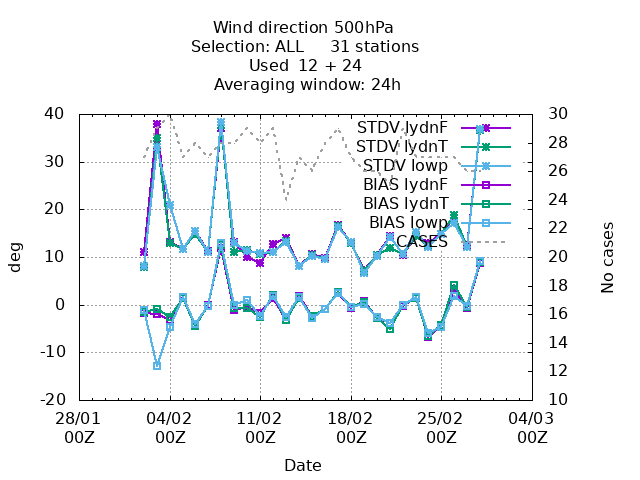 Wind direction 500hPa
Selection: ALL 31 stations
Used 12 + 24
Averaging window: 24h
40 30
STDV lydnF
28
STDV lydnT
30
STDV lowp 26
BIAS lydnF
24
20 BIAS lydnT
BIAS lowp 22
CASES
10 20
18
0
16
14
-10
12
-20 10
deg
No cases
28/01 04/02 11/02 18/02 25/02 04/03
00Z 00Z 00Z 00Z 00Z 00Z
Date